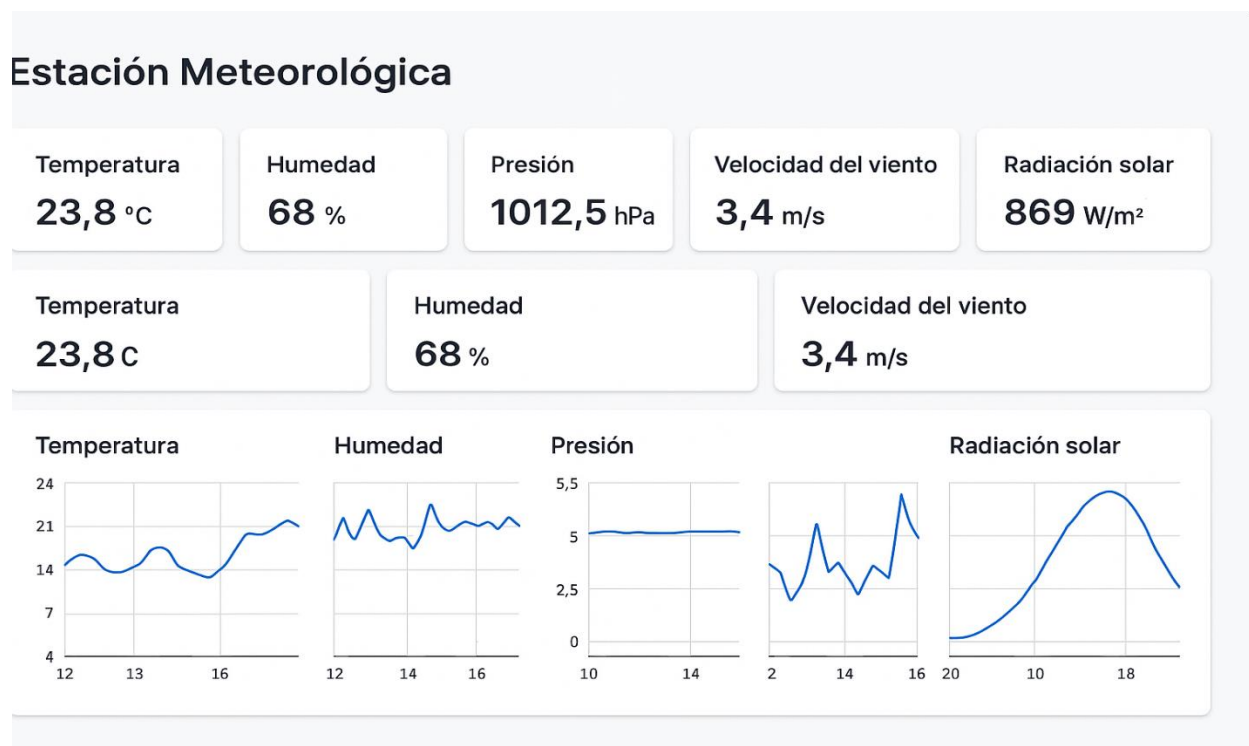 Estación Meteorológica
Temperatura
23,8 °C
Humedad
68 %
Presión
1012,5 hPa
Velocidad del viento
3,4 m/s
Radiación solar
869 W/m²
Temperatura
23,8 C
Humedad
68 %
Velocidad del viento
3,4 m/s
Temperatura
24
21
14
7
4
12 13 16
Humedad
12 14 16
Presión
5,5
5
2,5
0
10 14
2 14 16
Radiación solar
20 10 18